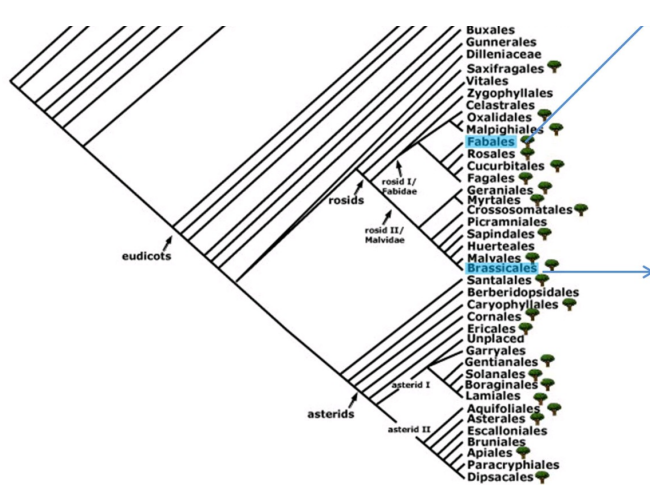 Buxales
Gunnerales
Dilleniaceae
Saxifragales
Vitales
Zygophyllales
Celastrales
Oxalidales
Malpighiales
Fabales
Rosales
Cucurbitales
Fagales
Geraniales
Myrtales
Crossosomatales
Picramniales
Sapindales
Huerteales
Malvales
Brassicales
Santalales
Berberidopsidales
Caryophyllales
Cornales
Ericales
Unplaced
Garryales
Gentianales
Solanales
Boraginales
Lamiales
Aquifoliales
Asterales
Escalloniales
Bruniales
Apiales
Paracryphiales
Dipsacales
rosid I/
Fabidae
rosids
rosid II/
Malvidae
eudicots
asterid I
asterids
asterid II